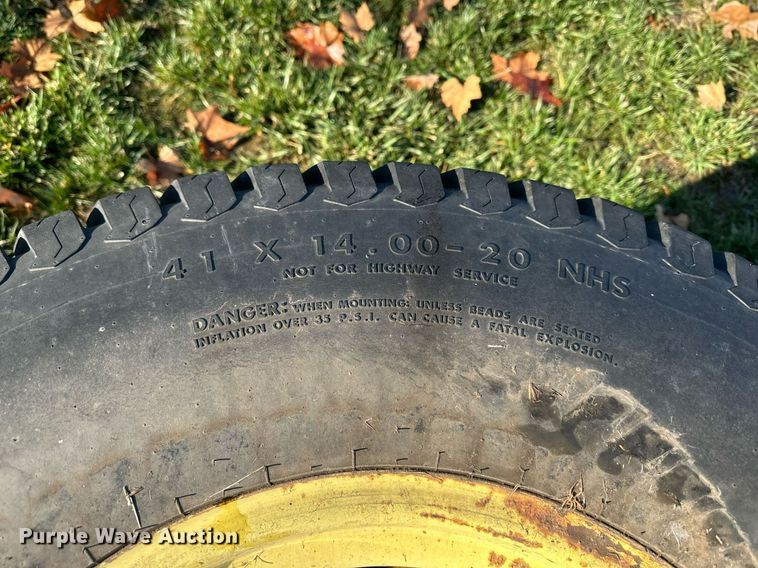 41 X 14.00-20 NHS
NOT FOR HIGHWAY SERVICE
DANGER: WHEN MOUNTING: UNLESS BEADS ARE SEATED
INFLATION OVER 35 P.S.I. CAN CAUSE A FATAL EXPLOSION.
Purple Wave Auction